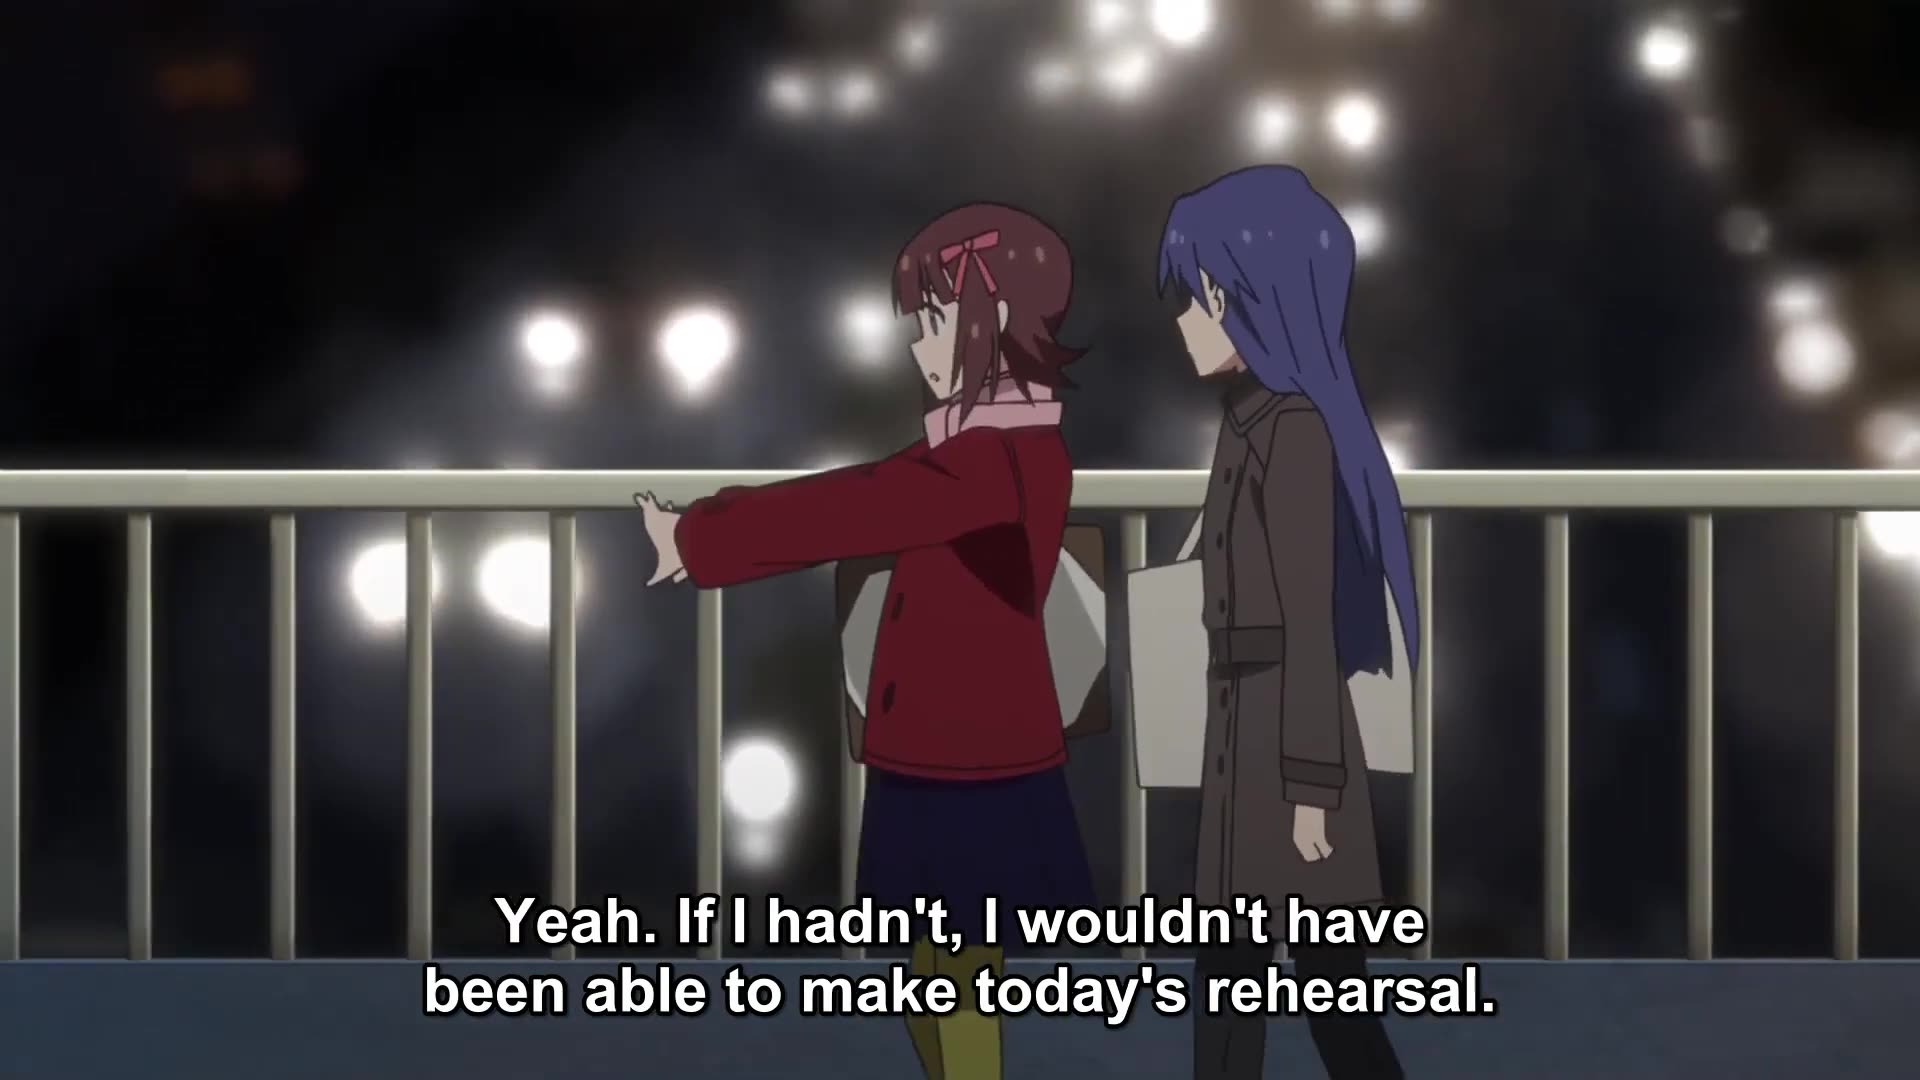 Yeah. If I hadn't, I wouldn't have
been able to make today's rehearsal.